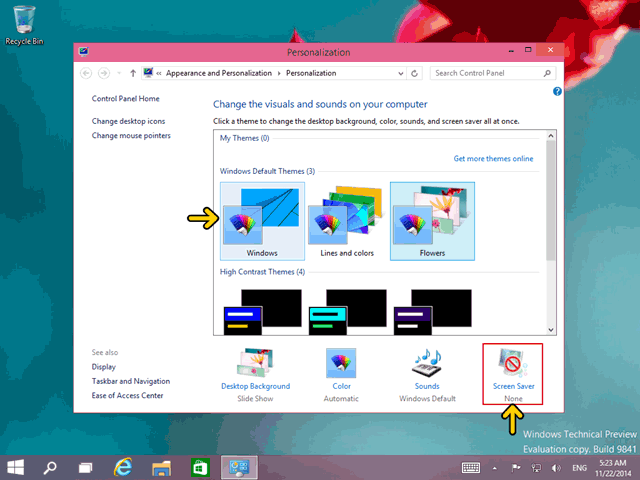 Recycle Bin
Personalization
« Appearance and Personalization › Personalization
Search Control Panel
Control Panel Home
Change desktop icons
Change mouse pointers
Change the visuals and sounds on your computer
Click a theme to change the desktop background, color, sounds, and screen saver all at once.
My Themes (0)
Get more themes online
Windows Default Themes (3)
Windows
Lines and colors
Flowers
High Contrast Themes (4)
See also
Display
Taskbar and Navigation
Ease of Access Center
Desktop Background
Slide Show
Color
Automatic
Sounds
Windows Default
Screen Saver
None
Windows Technical Preview
Evaluation copy. Build 9841
ENG
5:23 AM
11/22/2014